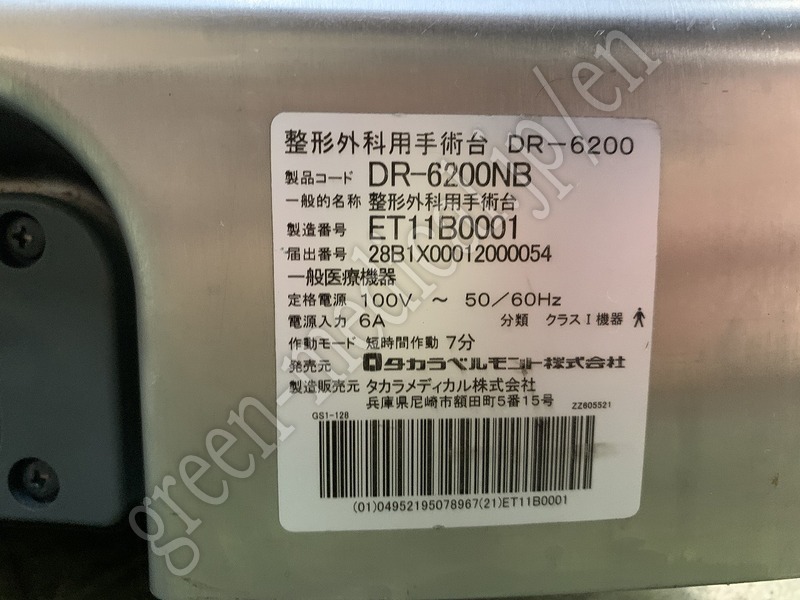 整形外科用手術台 DR-6200
製品コード DR-6200NB
一般的名称 整形外科用手術台
製造番号 ET11B0001
届出番号 28B1X00012000054
一般医療機器
定格電源 100V ～ 50/60Hz
電源入力 6A 分類 クラスⅠ機器
作動モード 短時間作動 7分
発売元 タカラベルモント株式会社
製造販売元 タカラメディカル株式会社
兵庫県尼崎市額田町5番15号
GS1-128 ZZ605521
(01)04952195078967(21)ET11B0001
green-medical.jp/en